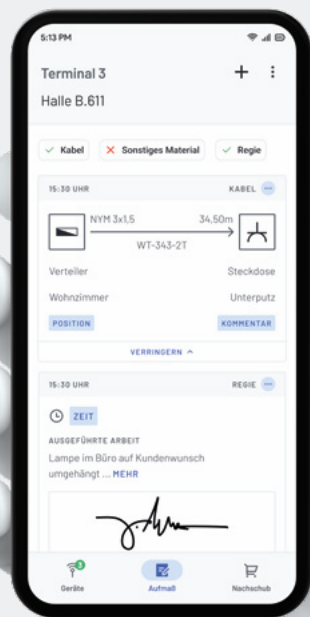 5:13 PM
Terminal 3
Halle B.611
Kabel
Sonstiges Material
Regie
15:30 UHR
KABEL
NYM 3x1,5
34,50m
WT-343-2T
Verteiler
Steckdose
Wohnzimmer
Unterputz
POSITION
KOMMENTAR
VERRINGERN
15:30 UHR
REGIE
ZEIT
AUSGEFÜHRTE ARBEIT
Lampe im Büro auf Kundenwunsch
umgehängt ... MEHR
3
Geräte
Aufmaß
Nachschub